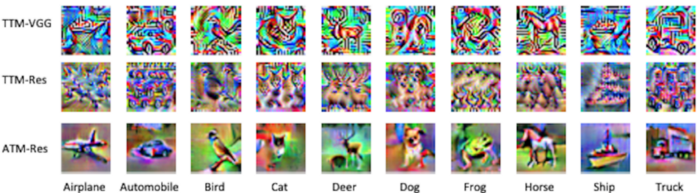 TTM-VGG
TTM-Res
ATM-Res
Airplane Automobile Bird Cat Deer Dog Frog Horse Ship Truck